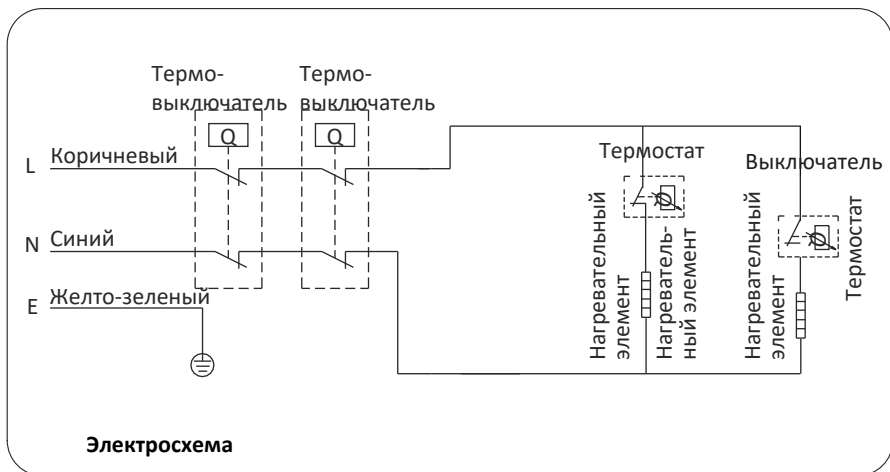 Термо-
выключатель
Термо-
выключатель
Q
Q
L
Коричневый
N
Синий
E
Желто-зеленый
Термостат
Выключатель
Нагревательный
элемент
Нагреватель-
ный элемент
Нагревательный
элемент
Термостат
Электросхема